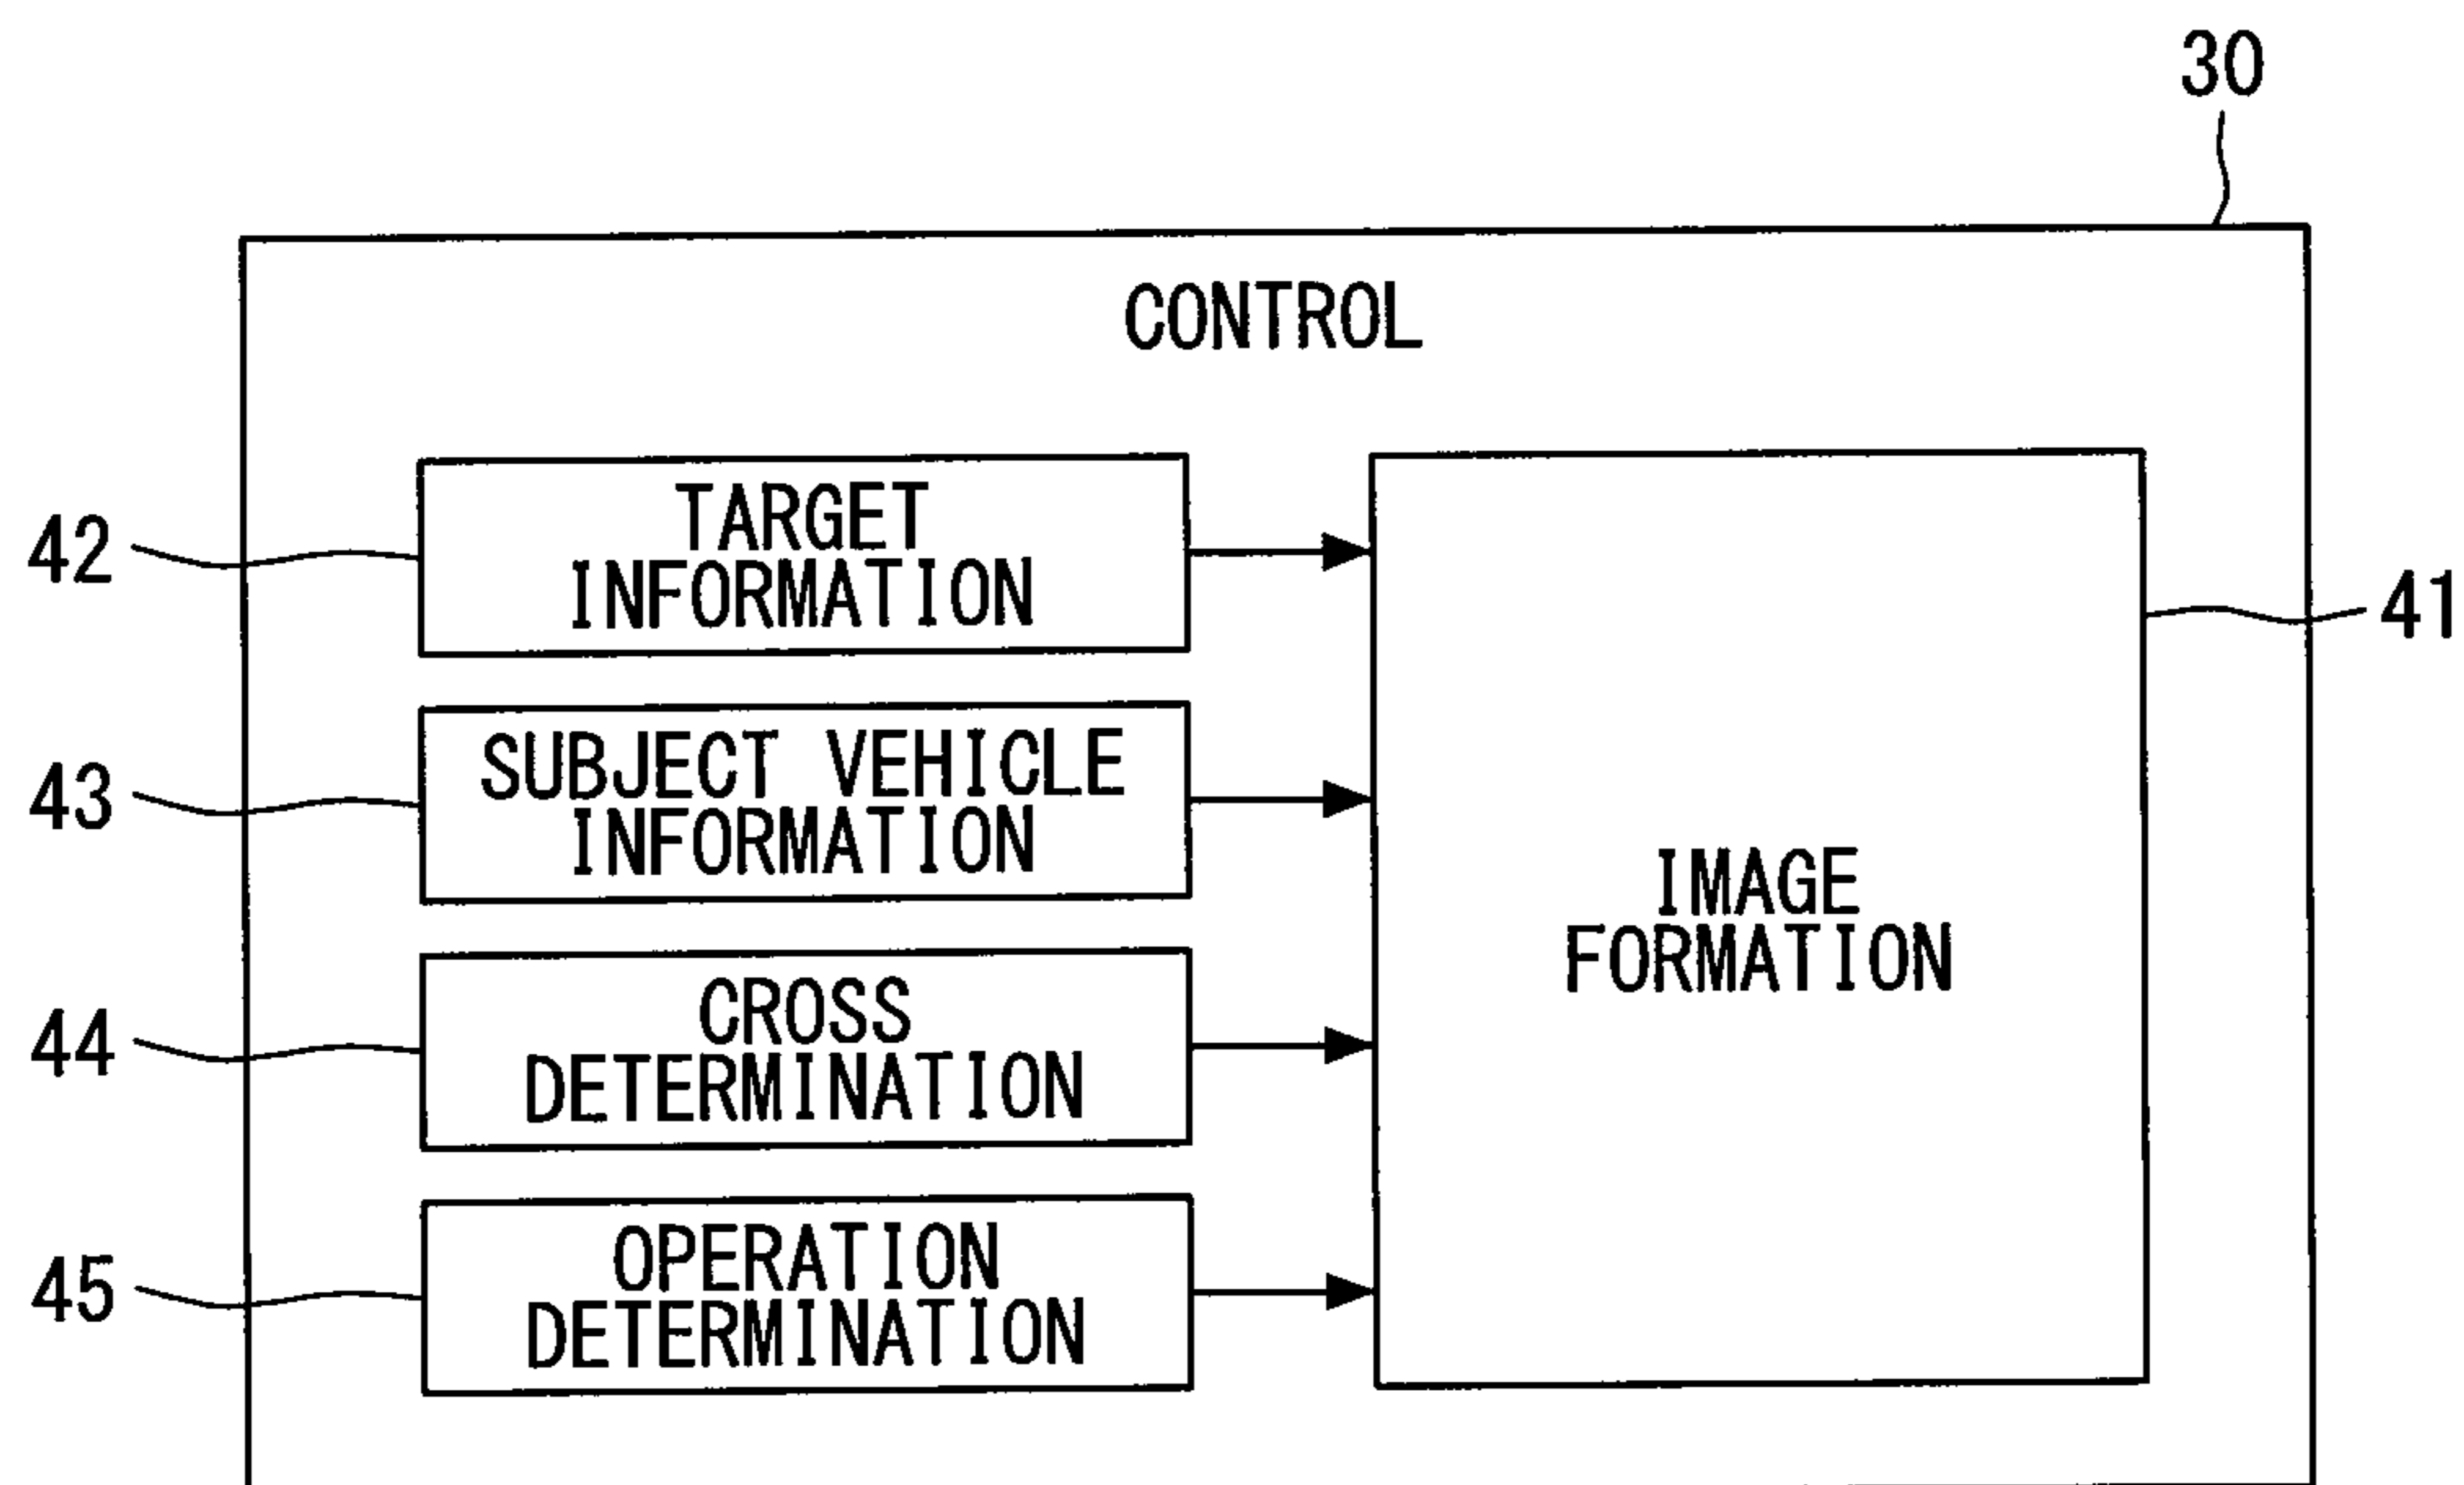 30
CONTROL
42
TARGET
INFORMATION
41
43
SUBJECT VEHICLE
INFORMATION
IMAGE
FORMATION
44
CROSS
DETERMINATION
45
OPERATION
DETERMINATION